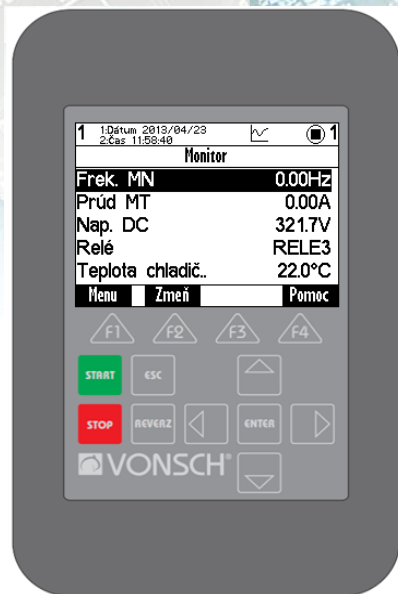 1 1:Dátum 2013/04/23 1
2:Čas 11:58:40
Monitor
Frek. MN 0.00Hz
Prúd MT 0.00A
Nap. DC 321.7V
Relé RELE3
Teplota chladič.. 22.0°C
Menu Zmeň Pomoc
F1 F2 F3 F4
START ESC
STOP REVERZ ENTER
VONSCH®